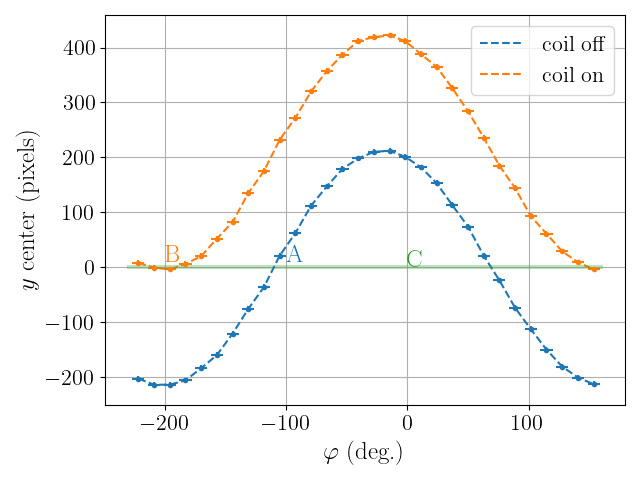 coil off
coil on
400
300
200
100
0
−100
−200
B
A
C
−200
−100
0
100
y center (pixels)
φ (deg.)